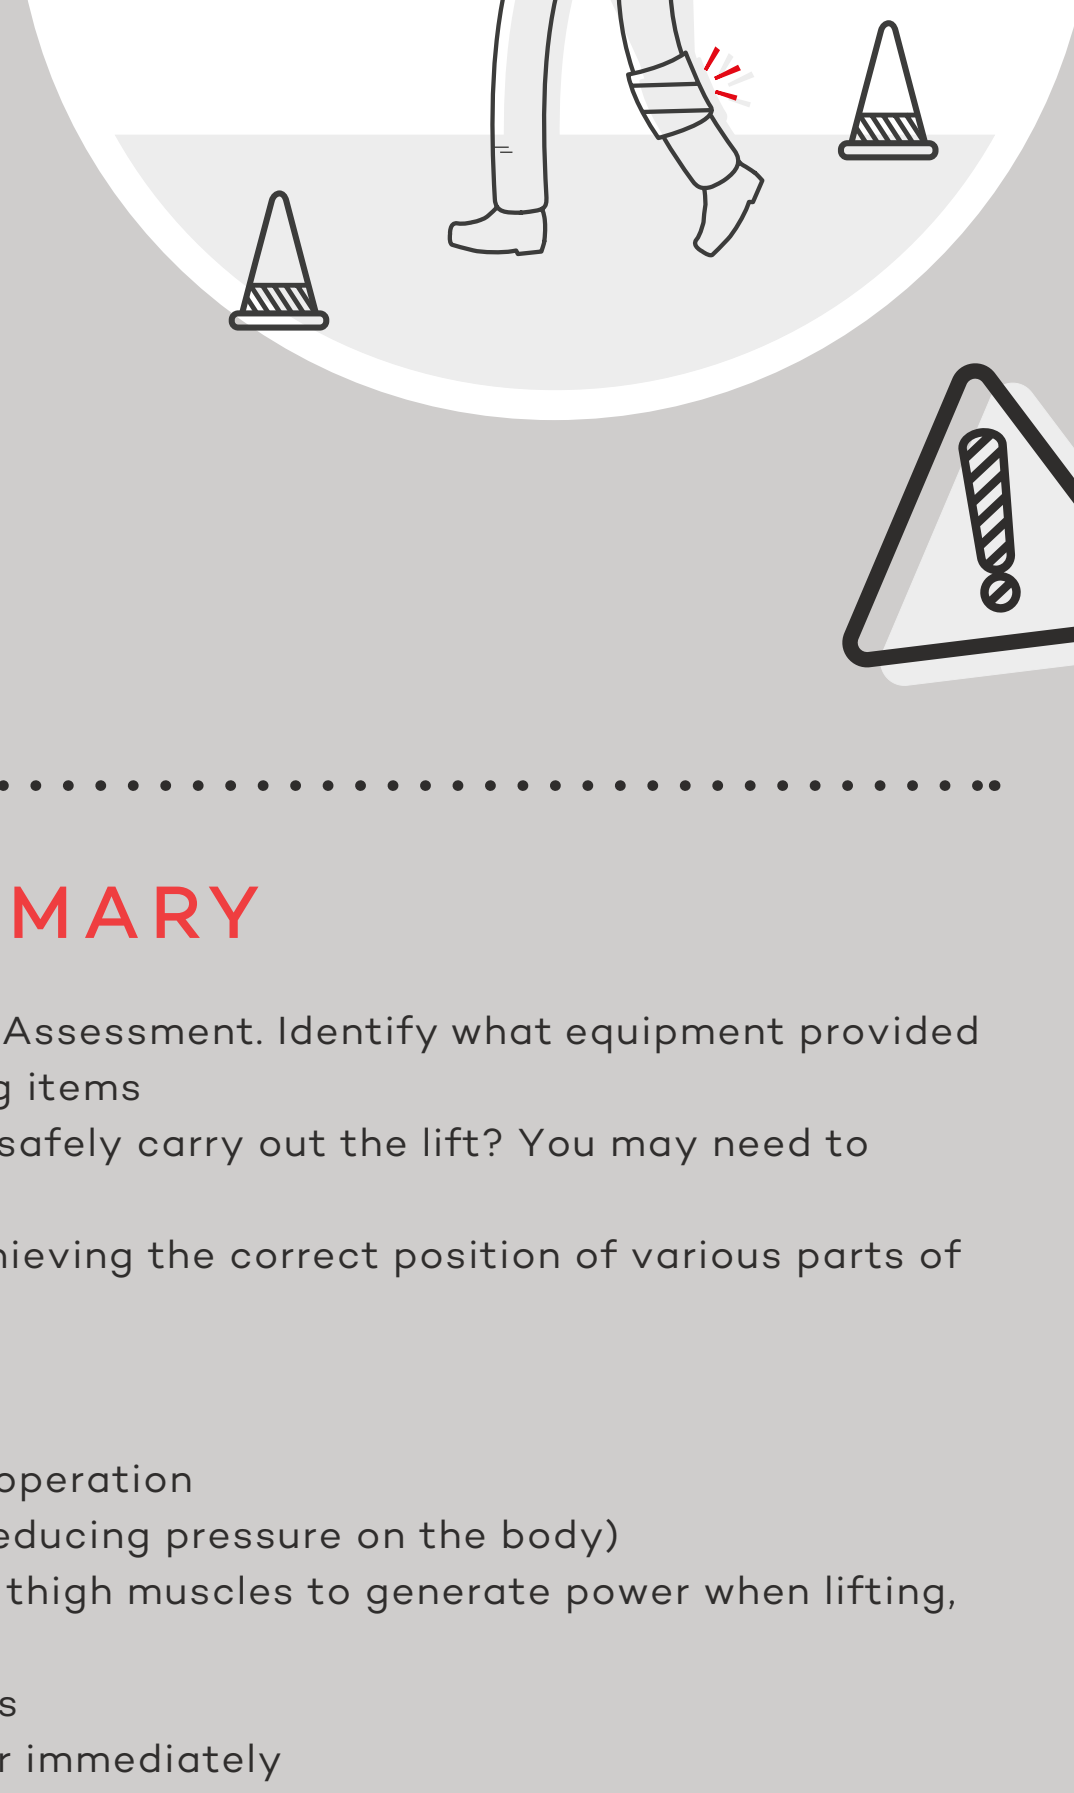 MARY
Assessment. Identify what equipment provided
g items
safely carry out the lift? You may need to
hieving the correct position of various parts of
operation
educing pressure on the body)
thigh muscles to generate power when lifting,
s
r immediately